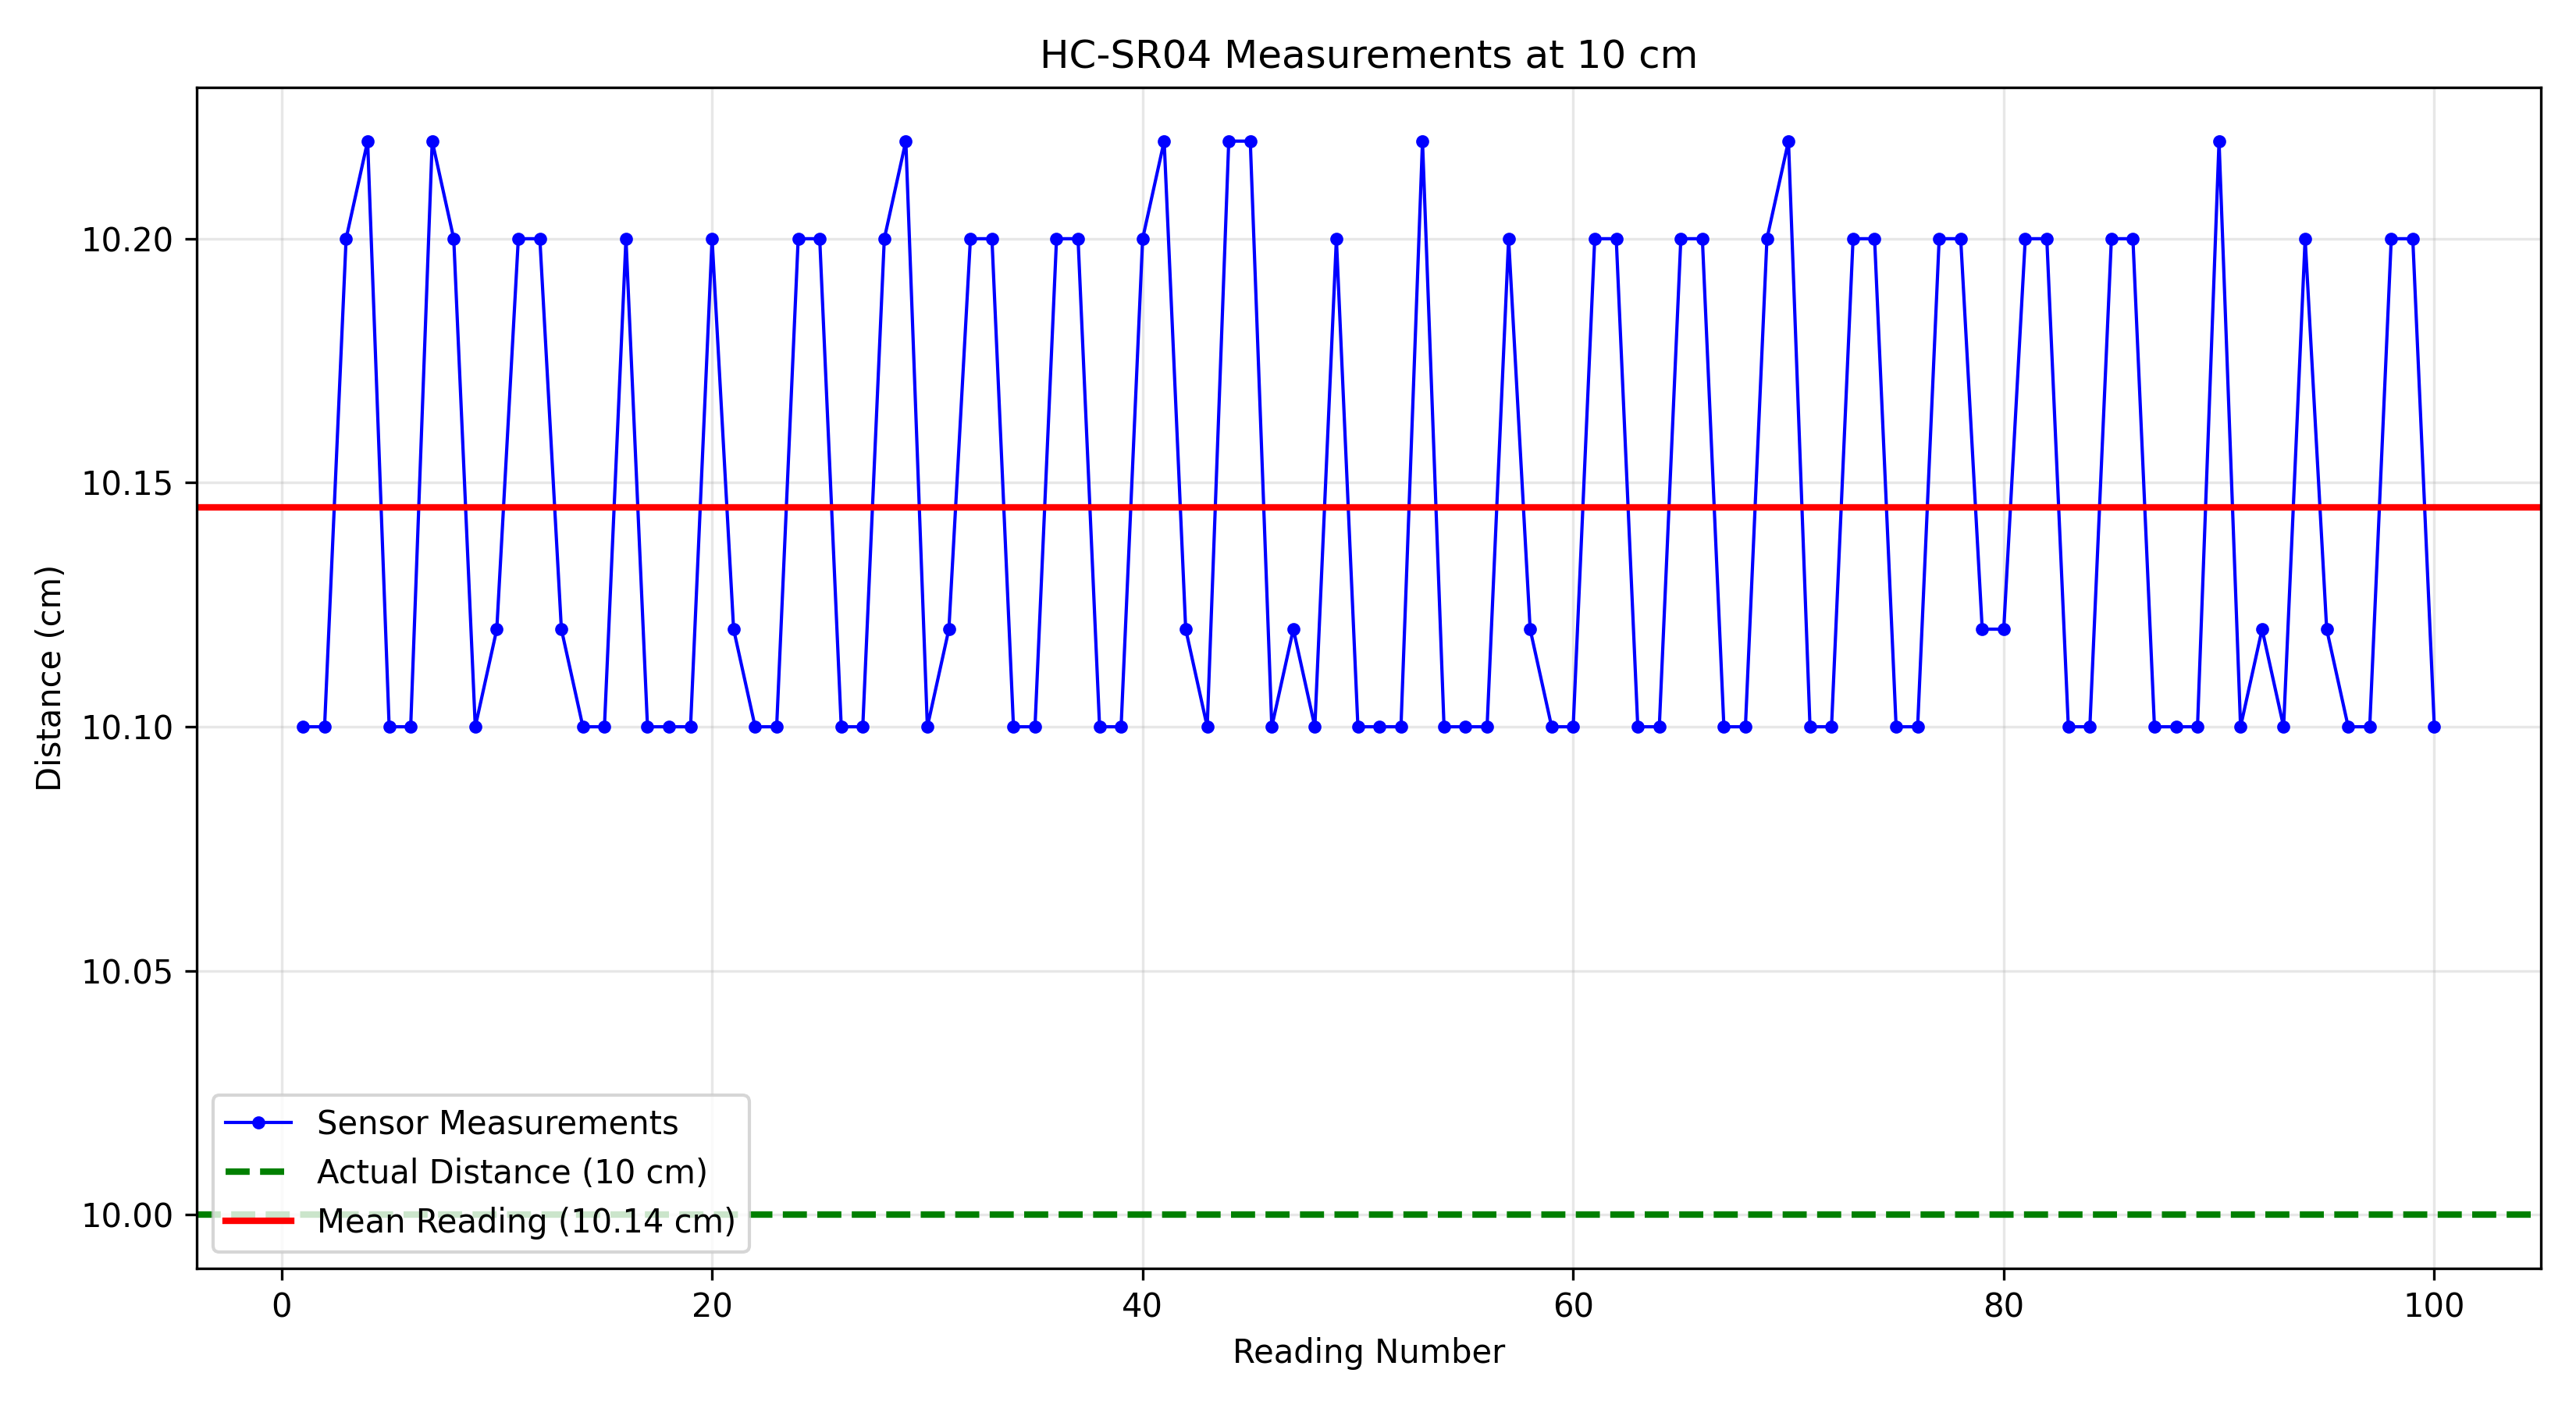 HC-SR04 Measurements at 10 cm
10.20
10.15
10.10
10.05
10.00
Distance (cm)
Sensor Measurements
Actual Distance (10 cm)
Mean Reading (10.14 cm)
0 20 40 60 80 100
Reading Number